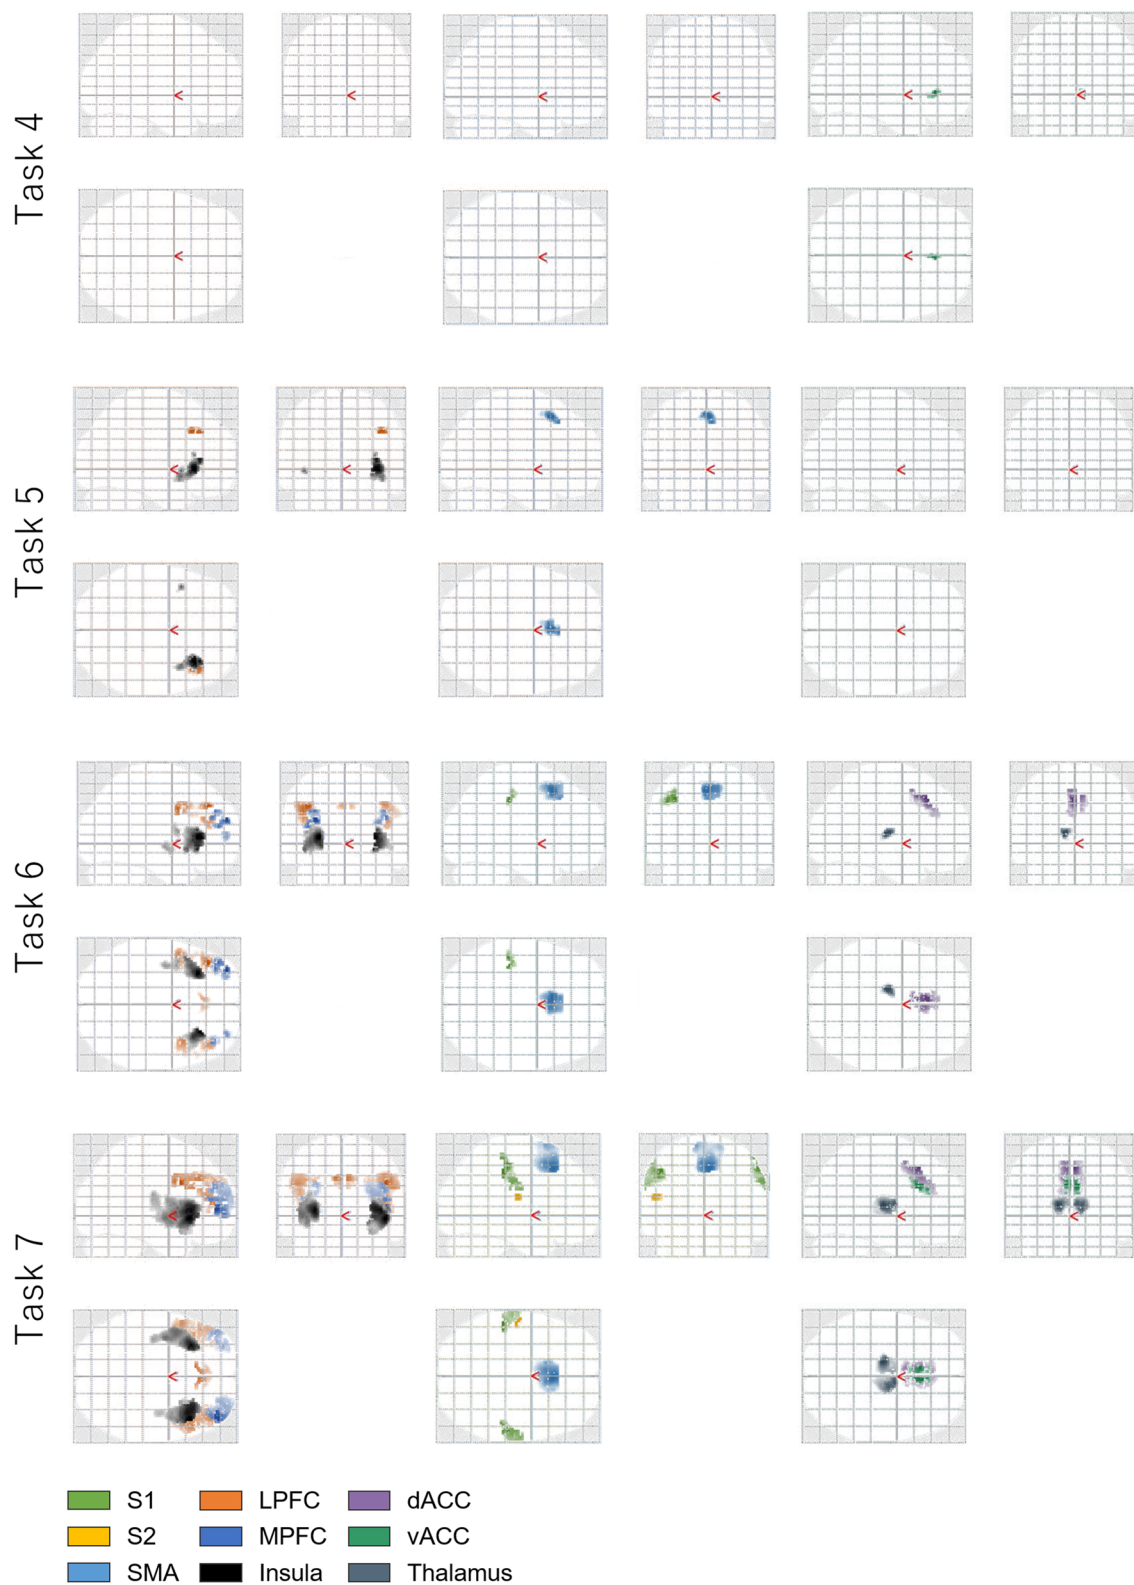 Task 4
Task 5
Task 6
Task 7
S1 LPFC dACC
S2 MPFC vACC
SMA Insula Thalamus